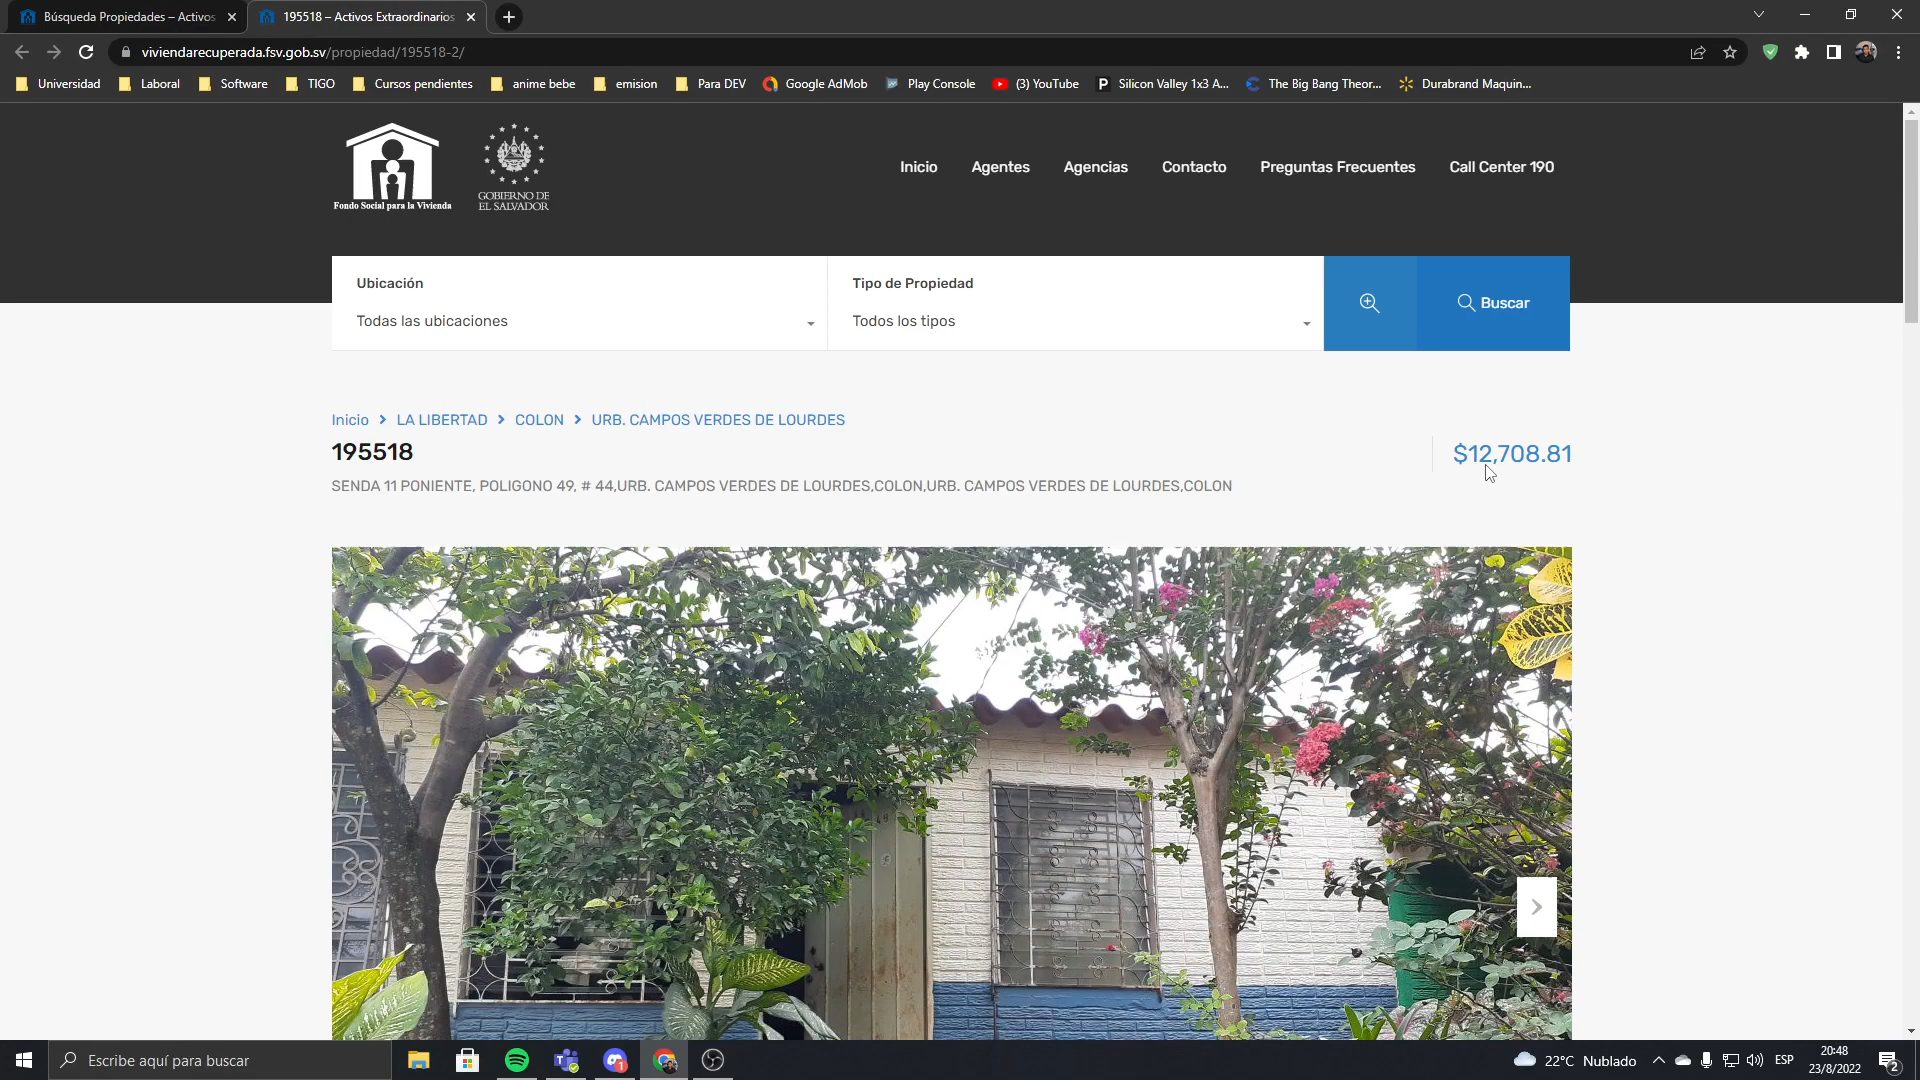 Búsqueda Propiedades – Activos
195518 – Activos Extraordinarios
viviendarecuperada.fsv.gob.sv/propiedad/195518-2/
Universidad
Laboral
Software
TIGO
Cursos pendientes
anime bebe
emision
Para DEV
Google AdMob
Play Console
(3) YouTube
Silicon Valley 1x3 A...
The Big Bang Theor...
Durabrand Maquin...
Fondo Social para la Vivienda
GOBIERNO DE
EL SALVADOR
Inicio
Agentes
Agencias
Contacto
Preguntas Frecuentes
Call Center 190
Ubicación
Todas las ubicaciones
Tipo de Propiedad
Todos los tipos
Buscar
Inicio > LA LIBERTAD > COLON > URB. CAMPOS VERDES DE LOURDES
195518
$12,708.81
SENDA 11 PONIENTE, POLIGONO 49, # 44,URB. CAMPOS VERDES DE LOURDES,COLON,URB. CAMPOS VERDES DE LOURDES,COLON
Escribe aquí para buscar
22°C Nublado
ESP
20:48
23/8/2022
2